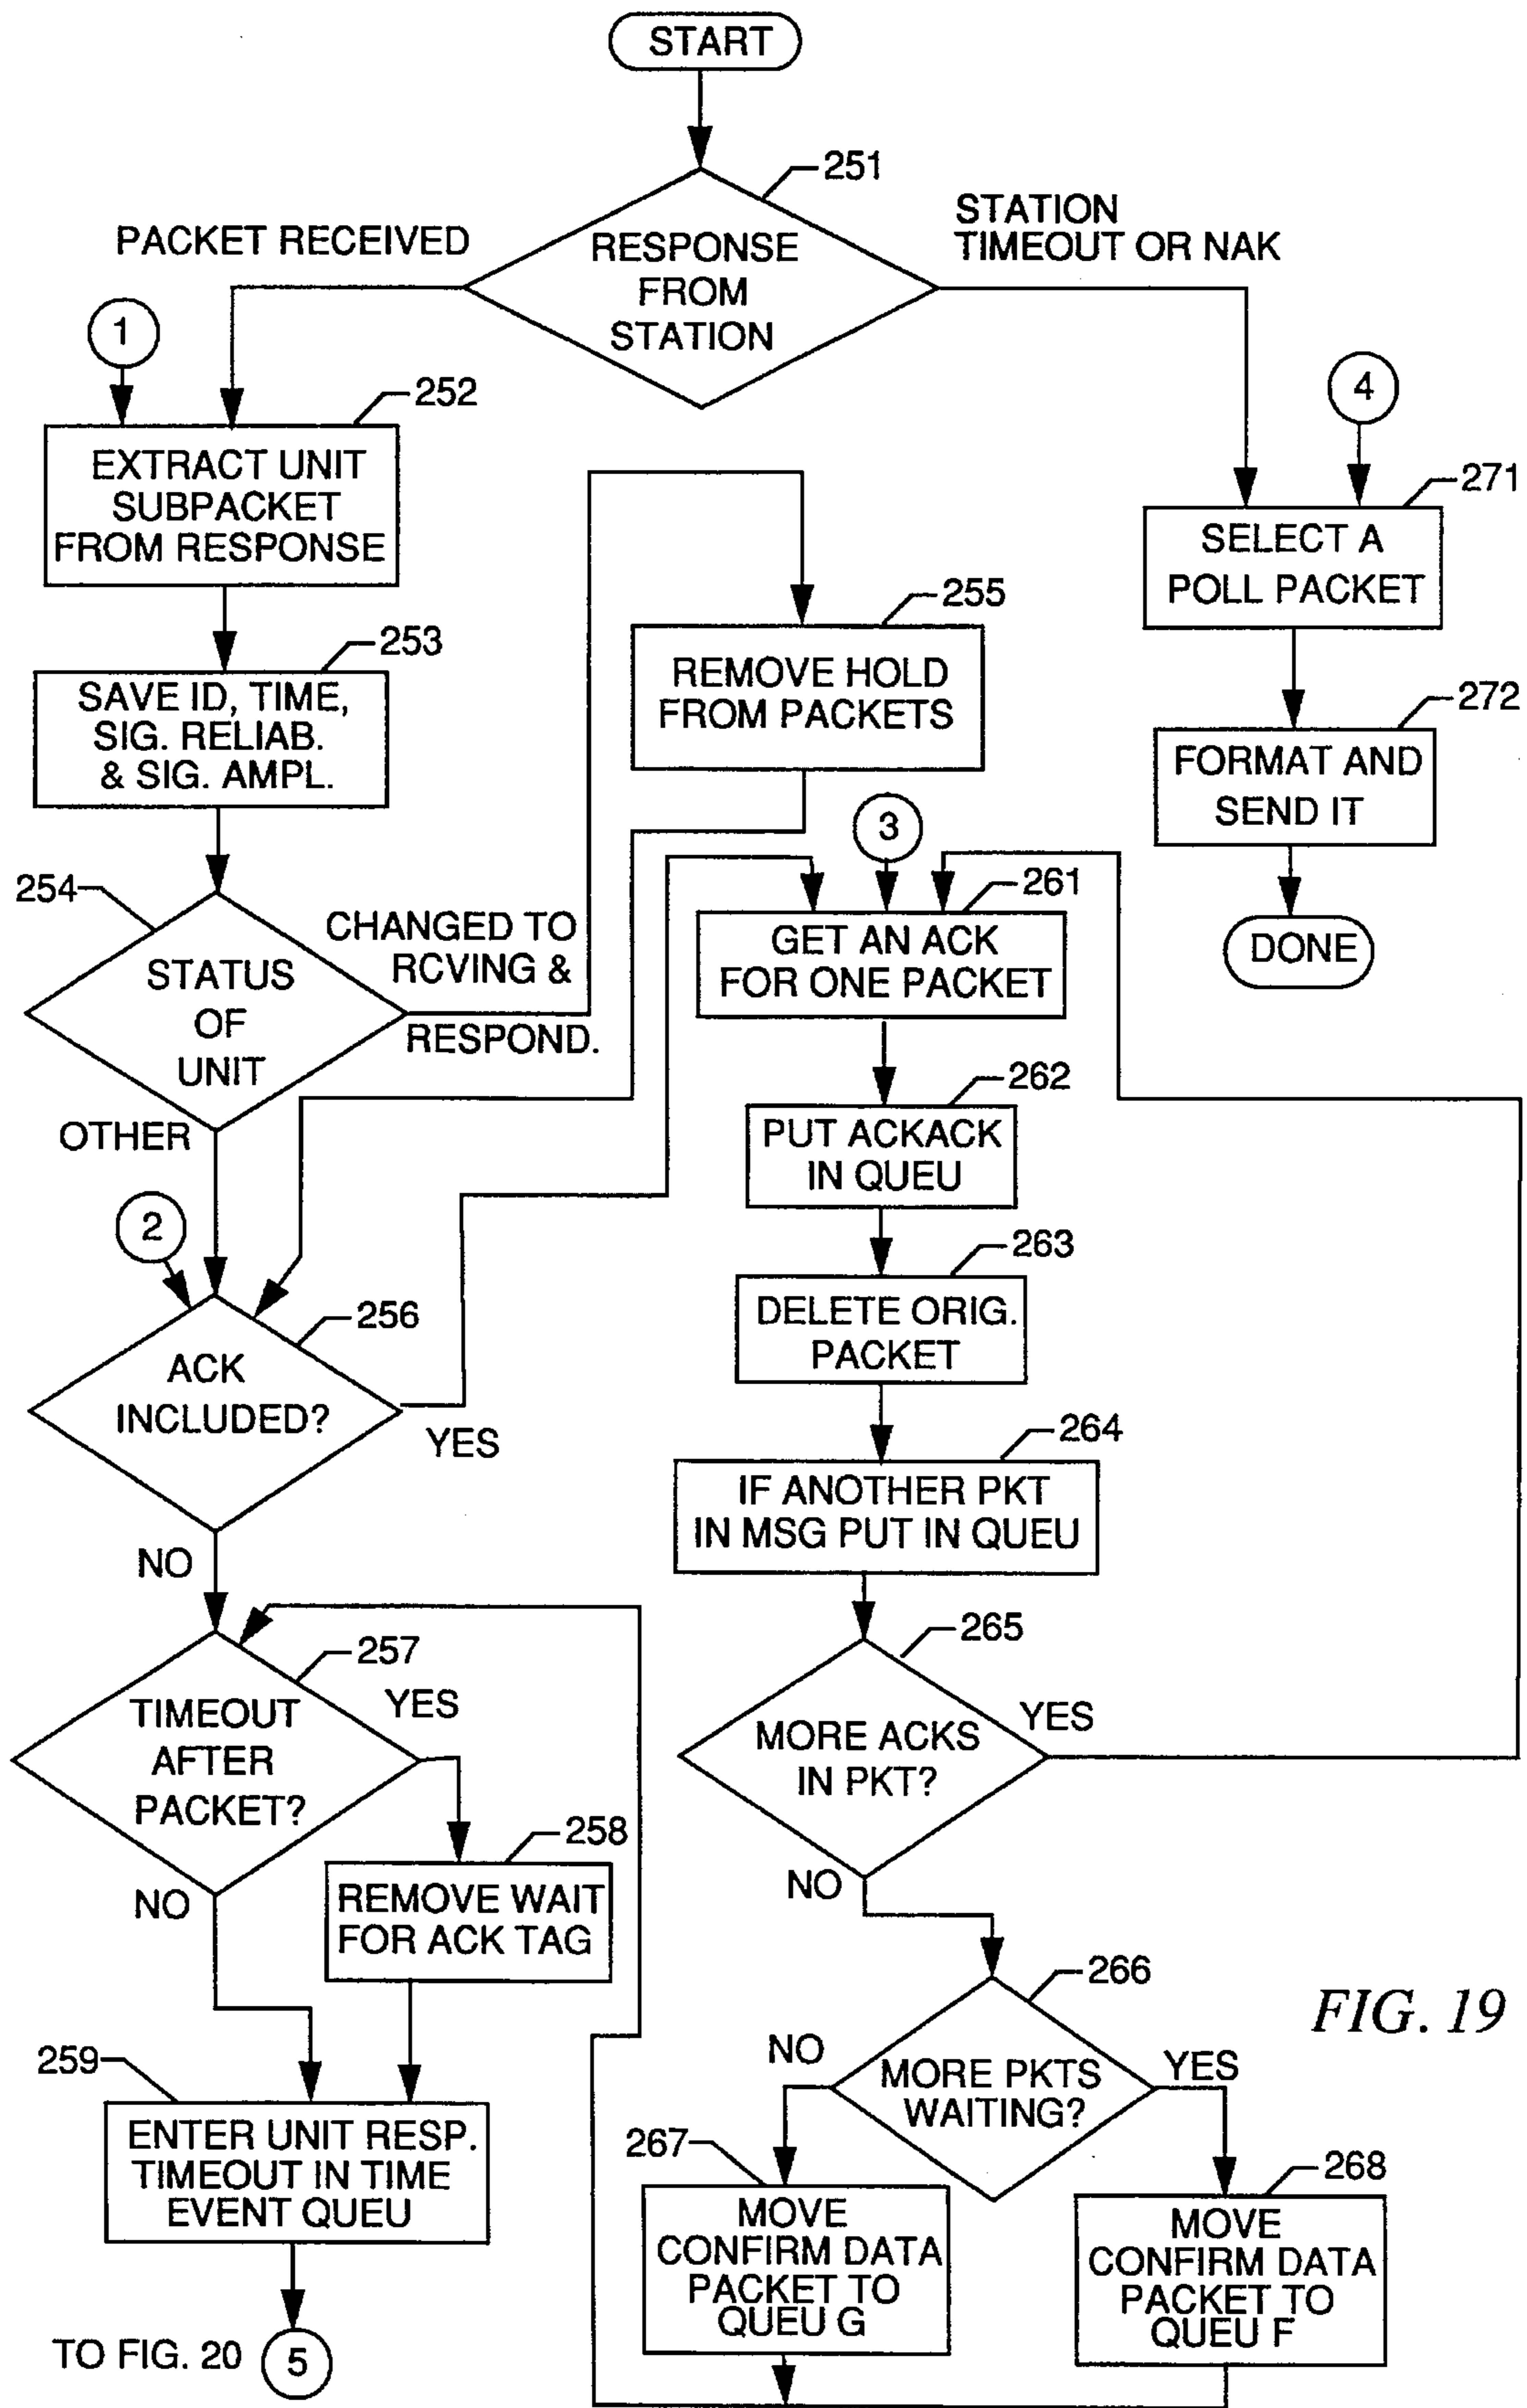 START
251
RESPONSE
FROM
STATION
PACKET RECEIVED
STATION
TIMEOUT OR NAK
1
252
EXTRACT UNIT
SUBPACKET
FROM RESPONSE
253
SAVE ID, TIME,
SIG. RELIAB.
& SIG. AMPL.
254
STATUS
OF
UNIT
CHANGED TO
RCVING &
RESPOND.
OTHER
255
REMOVE HOLD
FROM PACKETS
4
271
SELECT A
POLL PACKET
272
FORMAT AND
SEND IT
DONE
2
256
ACK
INCLUDED?
YES
NO
257
TIMEOUT
AFTER
PACKET?
YES
NO
258
REMOVE WAIT
FOR ACK TAG
259
ENTER UNIT RESP.
TIMEOUT IN TIME
EVENT QUEU
TO FIG. 20
5
3
261
GET AN ACK
FOR ONE PACKET
262
PUT ACKACK
IN QUEU
263
DELETE ORIG.
PACKET
264
IF ANOTHER PKT
IN MSG PUT IN QUEU
265
MORE ACKS
IN PKT?
YES
NO
266
MORE PKTS
WAITING?
NO
YES
267
MOVE
CONFIRM DATA
PACKET TO
QUEU G
268
MOVE
CONFIRM DATA
PACKET TO
QUEU F
FIG. 19